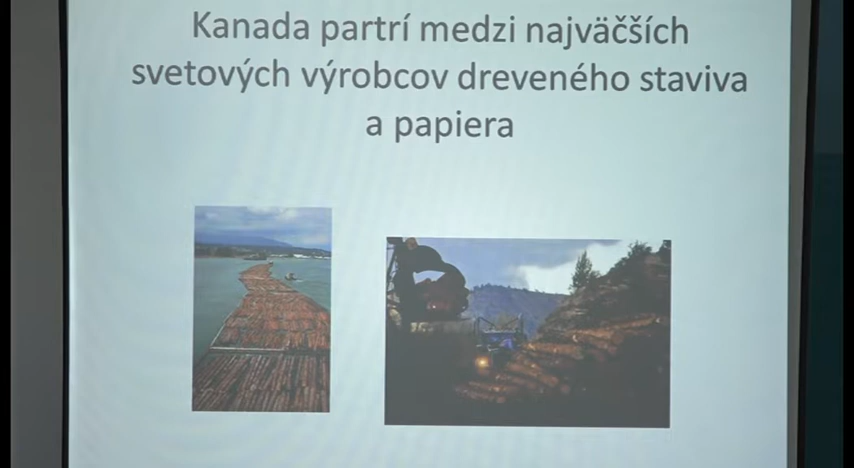 Kanada partrí medzi najväčších
svetových výrobcov dreveného staviva
a papiera